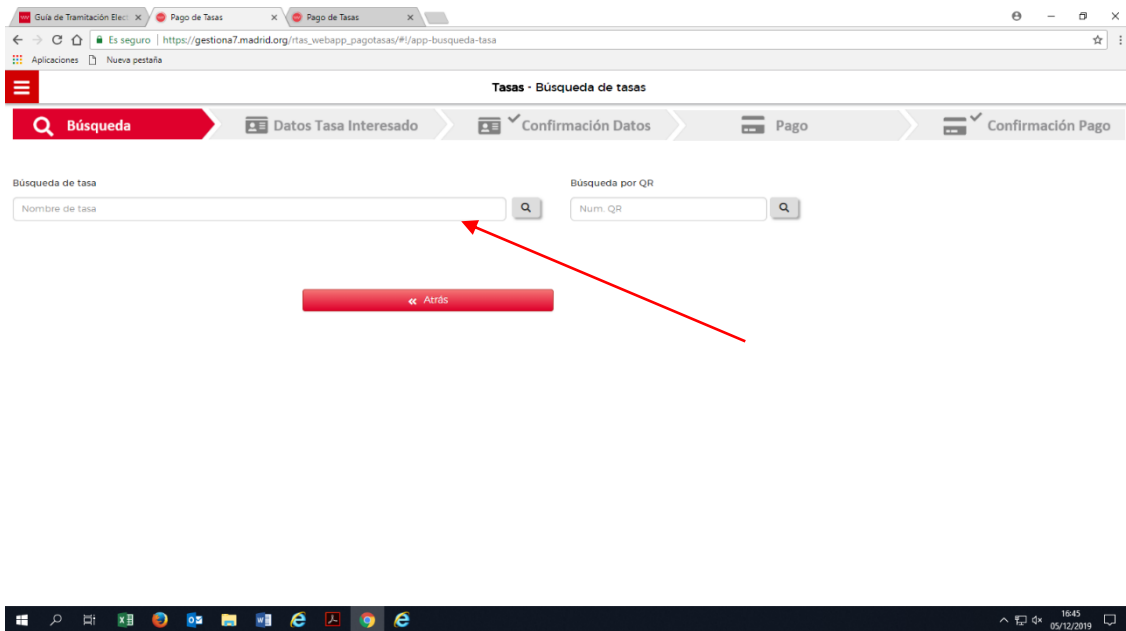 Guía de Tramitación Elect
Pago de Tasas
Pago de Tasas
Es seguro | https://gestiona7.madrid.org/rtas_webapp_pagotasas/#!/app-busqueda-tasa
Aplicaciones Nueva pestaña
Tasas - Búsqueda de tasas
Búsqueda Datos Tasa Interesado Confirmación Datos Pago Confirmación Pago
Búsqueda de tasa Búsqueda por QR
Nombre de tasa Num. QR
« Atrás
16:45
05/12/2019